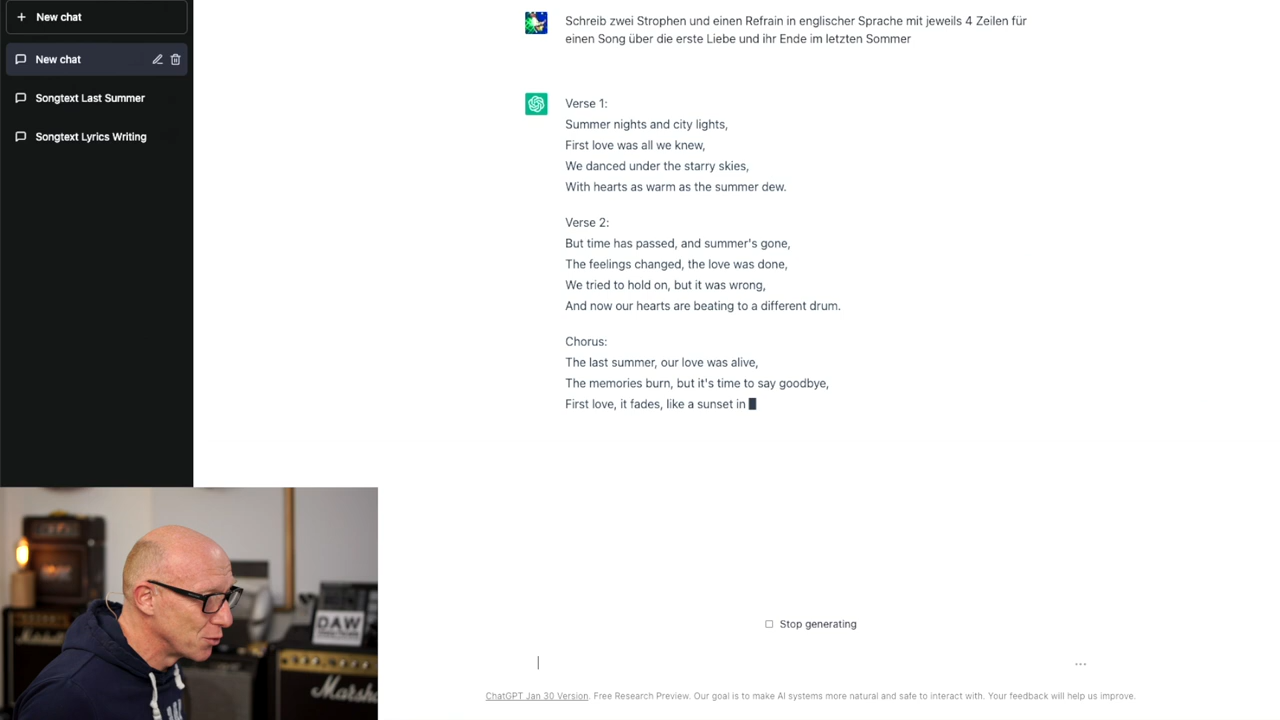 New chat
New chat
Songtext Last Summer
Songtext Lyrics Writing
Schreib zwei Strophen und einen Refrain in englischer Sprache mit jeweils 4 Zeilen für
einen Song über die erste Liebe und ihr Ende im letzten Sommer
Verse 1:
Summer nights and city lights,
First love was all we knew,
We danced under the starry skies,
With hearts as warm as the summer dew.
Verse 2:
But time has passed, and summer's gone,
The feelings changed, the love was done,
We tried to hold on, but it was wrong,
And now our hearts are beating to a different drum.
Chorus:
The last summer, our love was alive,
The memories burn, but it's time to say goodbye,
First love, it fades, like a sunset in
Stop generating
...
ChatGPT Jan 30 Version. Free Research Preview. Our goal is to make AI systems more natural and safe to interact with. Your feedback will help us improve.
DAW
Marshall
Marshall